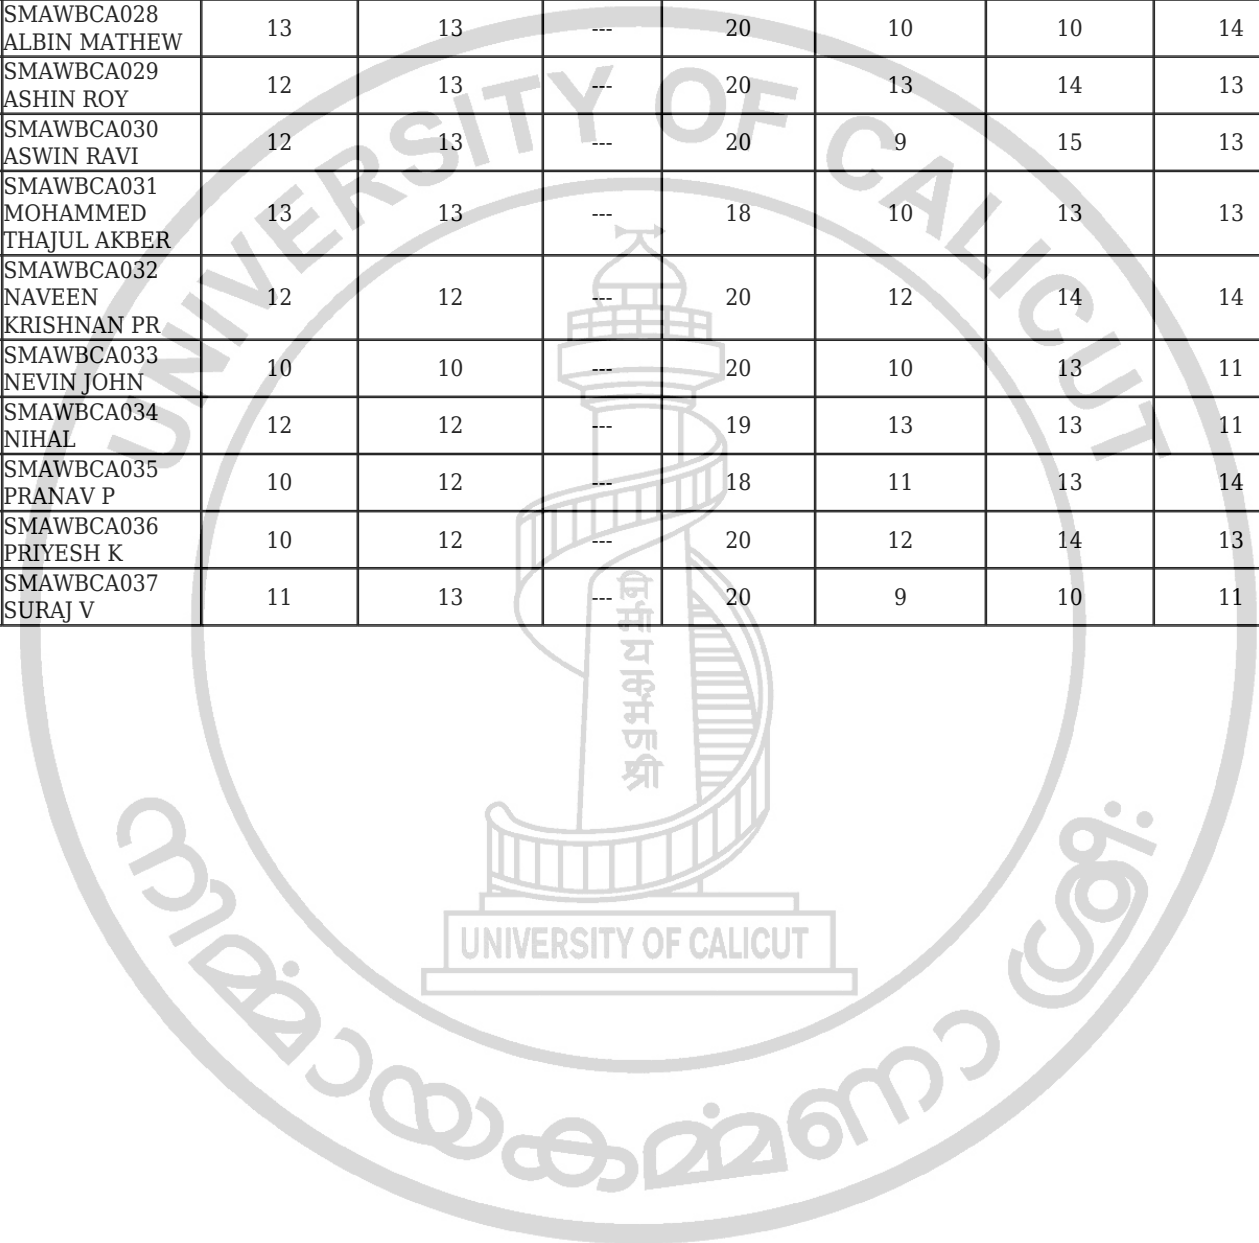 SMAWBCA028
ALBIN MATHEW 13 13 --- 20 10 10 14
SMAWBCA029
ASHIN ROY 12 13 --- 20 13 14 13
SMAWBCA030
ASWIN RAVI 12 13 --- 20 9 15 13
SMAWBCA031
MOHAMMED 13 13 --- 18 10 13 13
THAJUL AKBER
SMAWBCA032
NAVEEN 12 12 --- 20 12 14 14
KRISHNAN PR
SMAWBCA033
NEVIN JOHN 10 10 --- 20 10 13 11
SMAWBCA034
NIHAL 12 12 --- 19 13 13 11
SMAWBCA035
PRANAV P 10 12 --- 18 11 13 14
SMAWBCA036
PRIYESH K 10 12 --- 20 12 14 13
SMAWBCA037
SURAJ V 11 13 --- 20 9 10 11
UNIVERSITY OF CALICUT
UNIVERSITY OF CALICUT